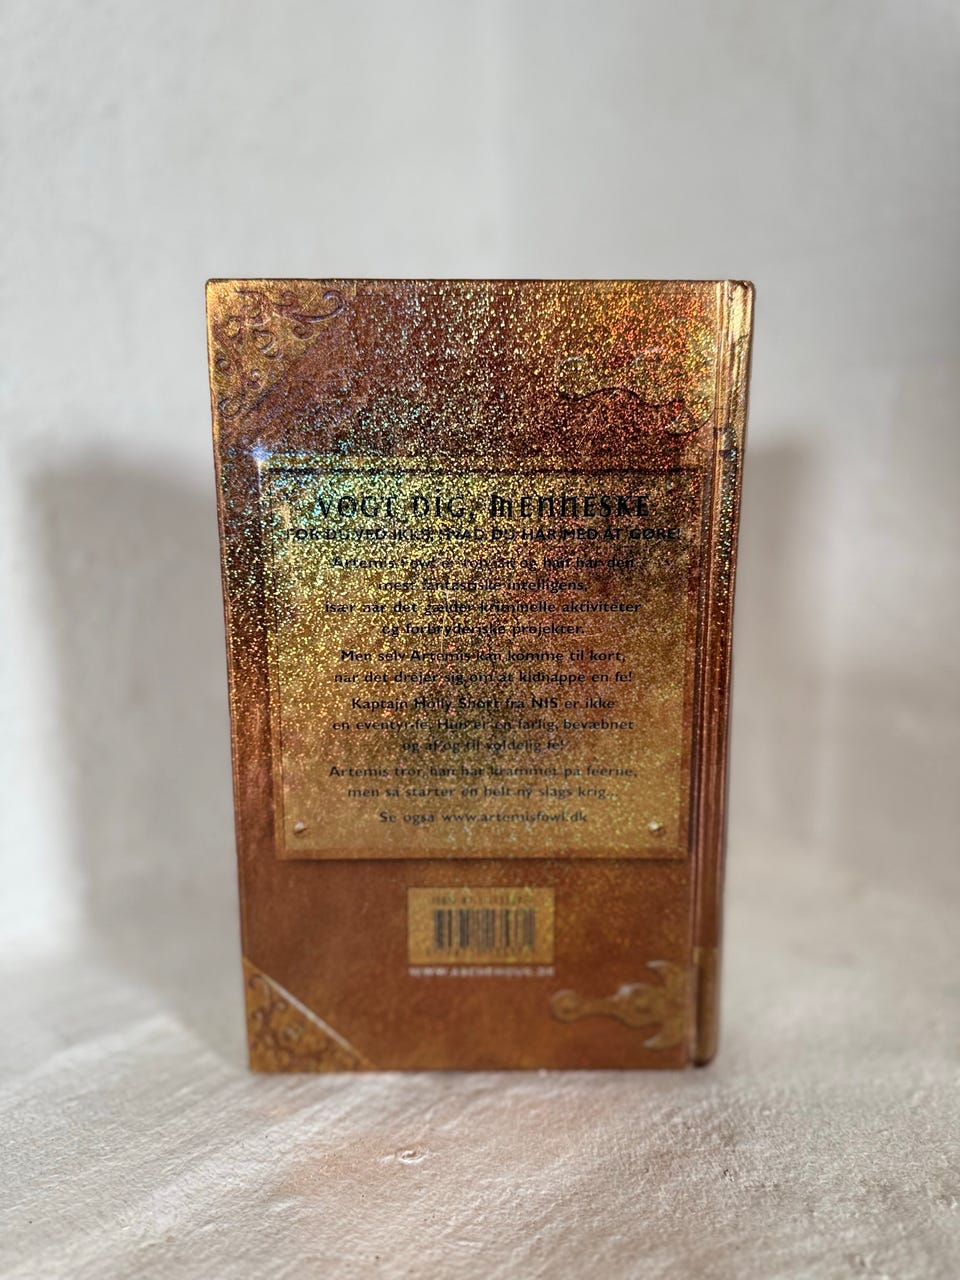 VOGT DIG, MENNESKE
FOR DU VED IKKE, HVAD DU HAR MED AT GØRE!
Artemis Fowl er og han har den
mest fantastiske intelligens,
især når det gælder kriminelle aktiviteter
og forbryderiske projekter...
Men selv Artemis kan komme til kort,
når det drejer sig om at kidnappe en fe!
Kaptajn Holly Short fra NIS er ikke
en eventyr-fe. Hun er en farlig, bevæbnet
og af og til voldelig fe!
Artemis tror, han har krammet på feerne,
men så starter en helt ny slags krig...
Se også www.artemisfowl.dk